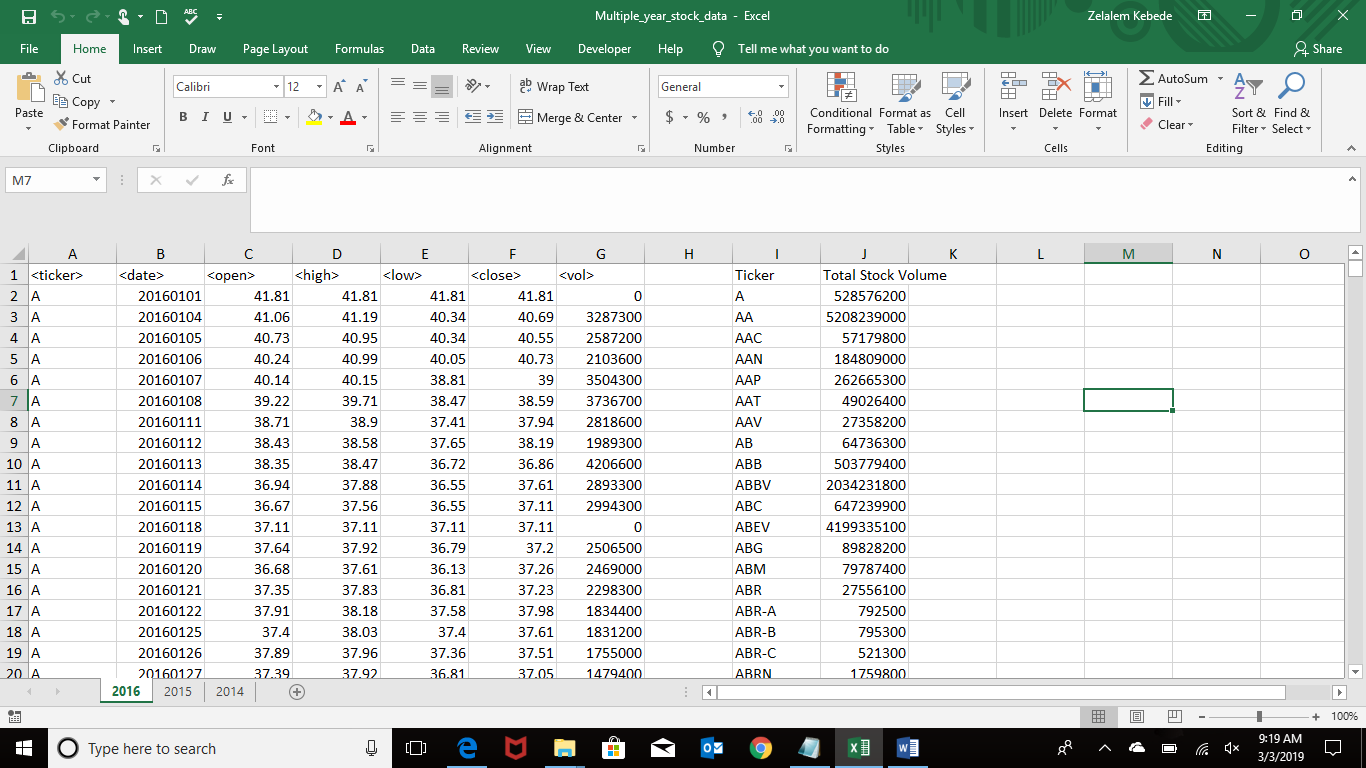 Multiple_year_stock_data - Excel
Zelalem Kebede
File Home Insert Draw Page Layout Formulas Data Review View Developer Help Tell me what you want to do Share
Paste
Cut
Copy
Format Painter
Clipboard
Calibri 12
B I U
Font
Wrap Text
Merge & Center
Alignment
General
$ % ,
Number
Conditional Formatting
Format as Table
Cell Styles
Styles
Insert Delete Format
Cells
AutoSum
Fill
Clear
Sort & Filter
Find & Select
Editing
M7 fx
A B C D E F G H I J K L M N O
1 <ticker> <date> <open> <high> <low> <close> <vol> Ticker Total Stock Volume
2 A 20160101 41.81 41.81 41.81 41.81 0 A 528576200
3 A 20160104 41.06 41.19 40.34 40.69 3287300 AA 5208239000
4 A 20160105 40.73 40.95 40.34 40.55 2587200 AAC 57179800
5 A 20160106 40.24 40.99 40.05 40.73 2103600 AAN 184809000
6 A 20160107 40.14 40.15 38.81 39 3504300 AAP 262665300
7 A 20160108 39.22 39.71 38.47 38.59 3736700 AAT 49026400
8 A 20160111 38.71 38.9 37.41 37.94 2818600 AAV 27358200
9 A 20160112 38.43 38.58 37.65 38.19 1989300 AB 64736300
10 A 20160113 38.35 38.47 36.72 36.86 4206600 ABB 503779400
11 A 20160114 36.94 37.88 36.55 37.61 2893300 ABBV 2034231800
12 A 20160115 36.67 37.56 36.55 37.11 2994300 ABC 647239900
13 A 20160118 37.11 37.11 37.11 37.11 0 ABEV 4199335100
14 A 20160119 37.64 37.92 36.79 37.2 2506500 ABG 89828200
15 A 20160120 36.68 37.61 36.13 37.26 2469000 ABM 79787400
16 A 20160121 37.35 37.83 36.81 37.23 2298300 ABR 27556100
17 A 20160122 37.91 38.18 37.58 37.98 1834400 ABR-A 792500
18 A 20160125 37.4 38.03 37.4 37.61 1831200 ABR-B 795300
19 A 20160126 37.89 37.96 37.36 37.51 1755000 ABR-C 521300
20 A 20160127 37.39 37.92 36.81 37.05 1479400 ABRN 1759800
2016 2015 2014
100%
Type here to search
9:19 AM
3/3/2019